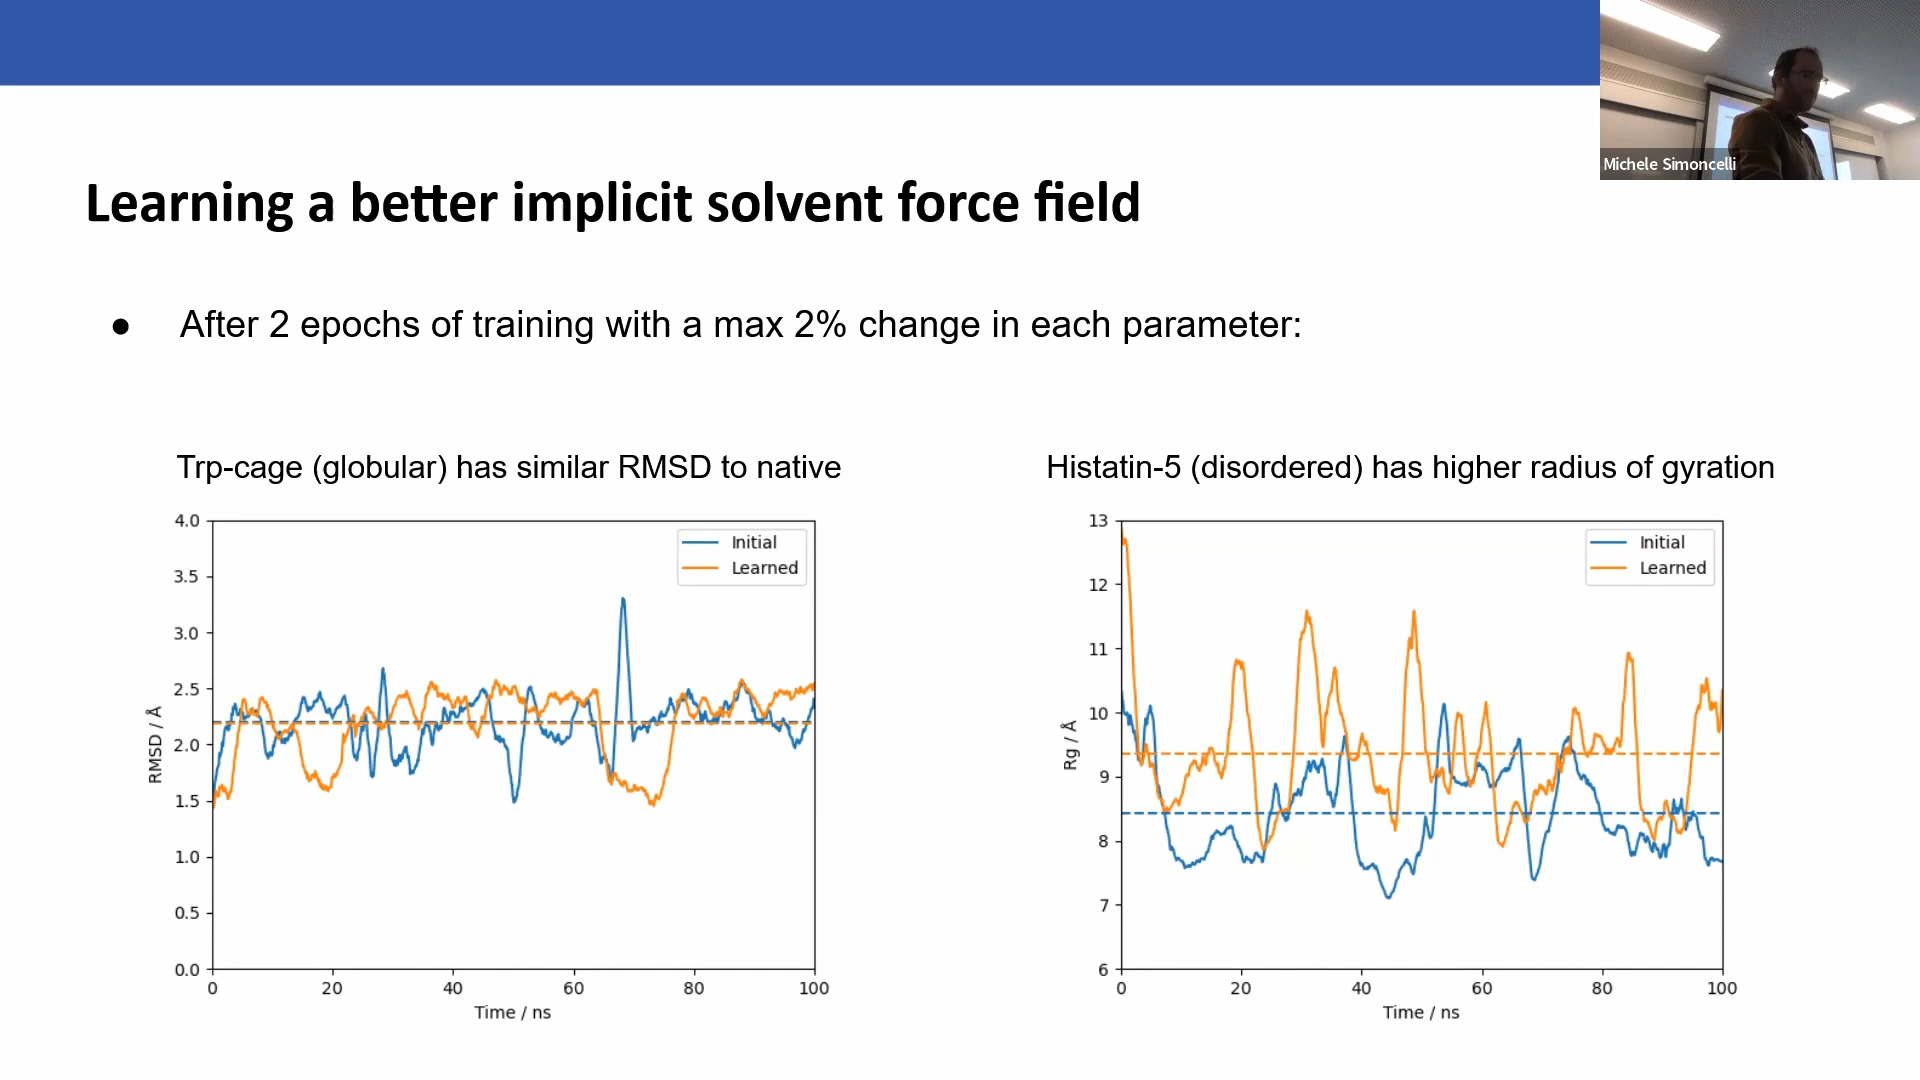 Michele Simoncelli
Learning a better implicit solvent force field
● After 2 epochs of training with a max 2% change in each parameter:
Trp-cage (globular) has similar RMSD to native
4.0
3.5
3.0
2.5
2.0
1.5
1.0
0.5
0.0
RMSD / Å
Initial
Learned
0 20 40 60 80 100
Time / ns
Histatin-5 (disordered) has higher radius of gyration
13
12
11
10
9
8
7
6
Rg / Å
Initial
Learned
0 20 40 60 80 100
Time / ns